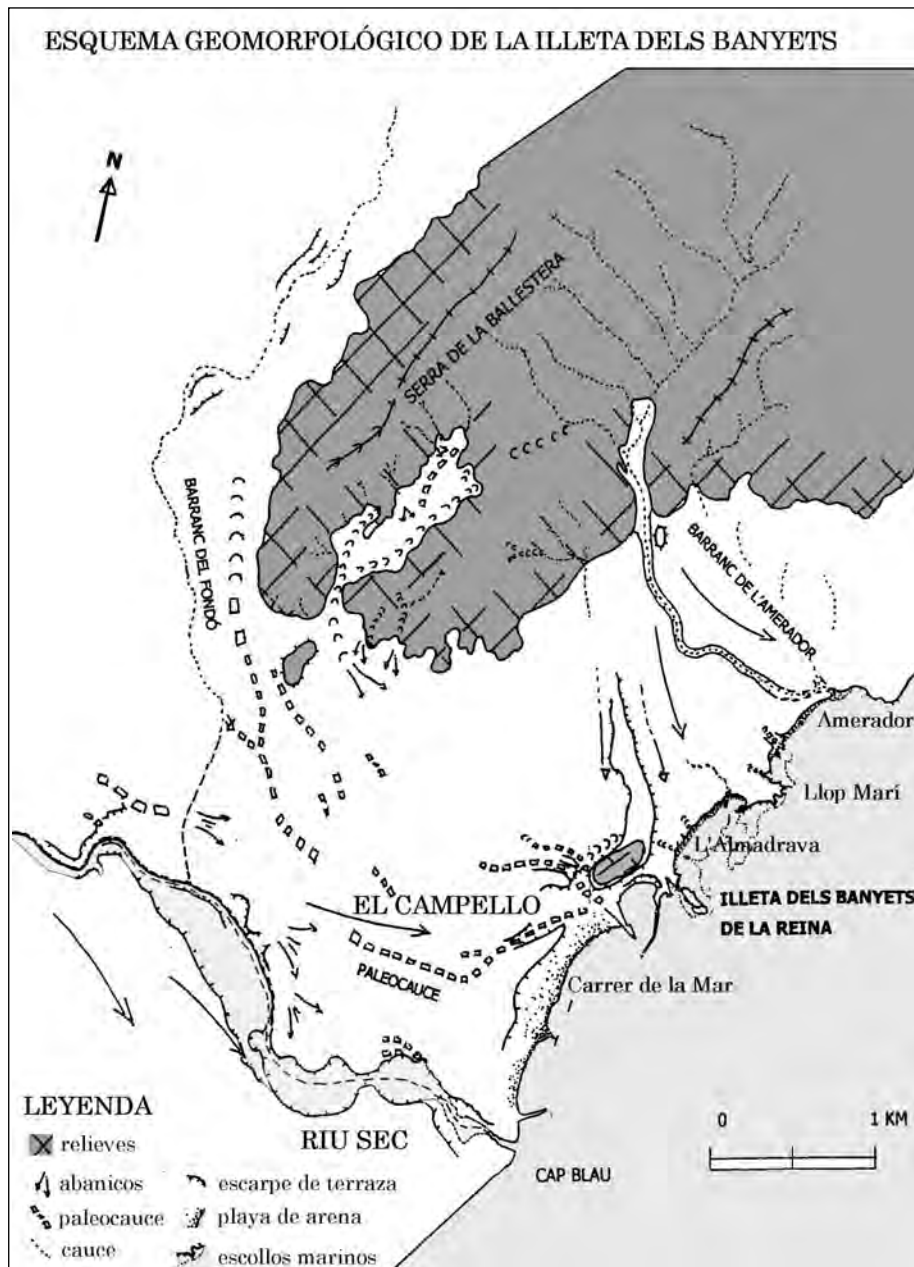 ESQUEMA GEOMORFOLÓGICO DE LA ILLETA DELS BANYETS
N
SERRA DE LA BALLESTERA
BARRANC DEL FONDÓ
BARRANC DE L'AMERADOR
Amerador
Llop Marí
L'Almadrava
EL CAMPELLO
ILLETA DELS BANYETS
DE LA REINA
PALEOCAUCE
Carrer de la Mar
LEYENDA
relieves
abanicos
paleocauce
cauce
RIU SEC
escarpe de terraza
playa de arena
escollos marinos
CAP BLAU
0 1 KM